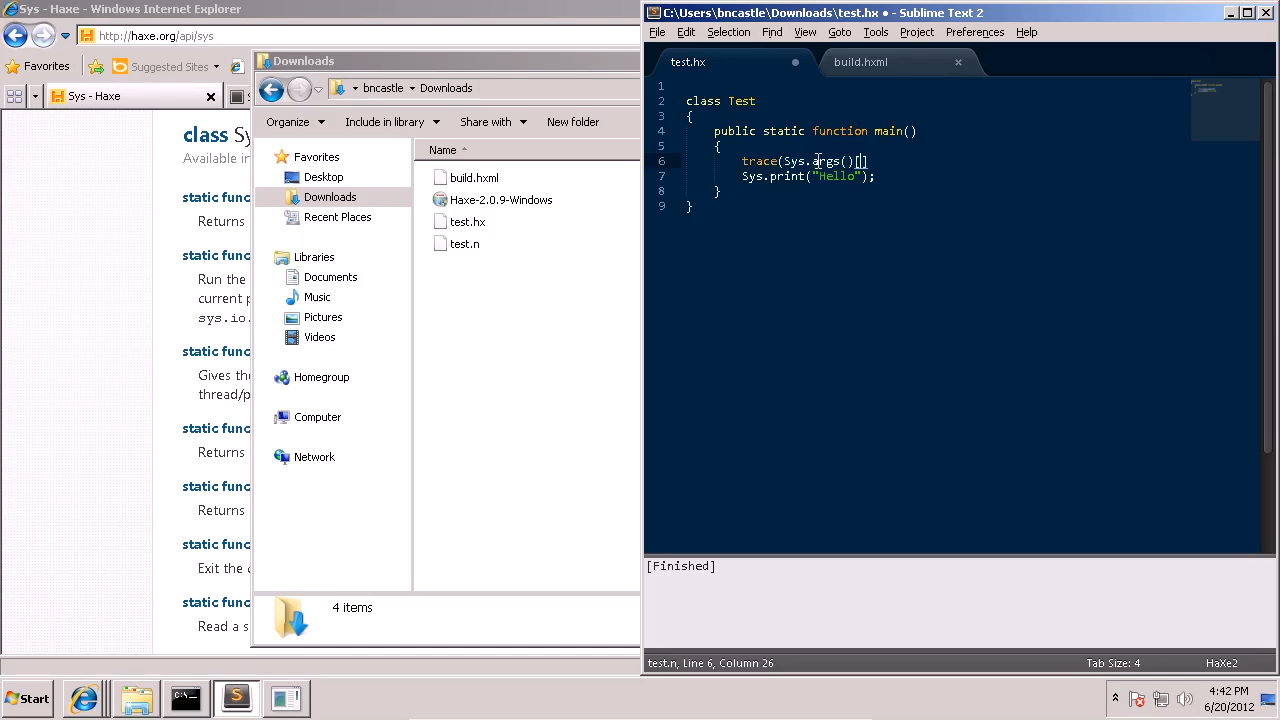 Sys - Haxe - Windows Internet Explorer
http://haxe.org/api/sys
Favorites
Suggested Sites
Sys - Haxe
class Sy
Available in
static func
Returns
static func
Run the
current p
sys.io.
static func
Gives the
thread/p
static func
Returns
static func
Returns
static func
Exit the c
static func
Read a s
Downloads
bncastle
Downloads
Organize
Include in library
Share with
New folder
Favorites
Desktop
Downloads
Recent Places
Libraries
Documents
Music
Pictures
Videos
Homegroup
Computer
Network
Name
build.hxml
Haxe-2.0.9-Windows
test.hx
test.n
4 items
C:\Users\bncastle\Downloads\test.hx • - Sublime Text 2
File Edit Selection Find View Goto Tools Project Preferences Help
test.hx
build.hxml
1
2 class Test
3 {
4 public static function main()
5 {
6 trace(Sys.args()[]
7 Sys.print("Hello");
8 }
9 }
[Finished]
test.n, Line 6, Column 26
Tab Size: 4
HaXe2
Start
C:\_
4:42 PM
6/20/2012